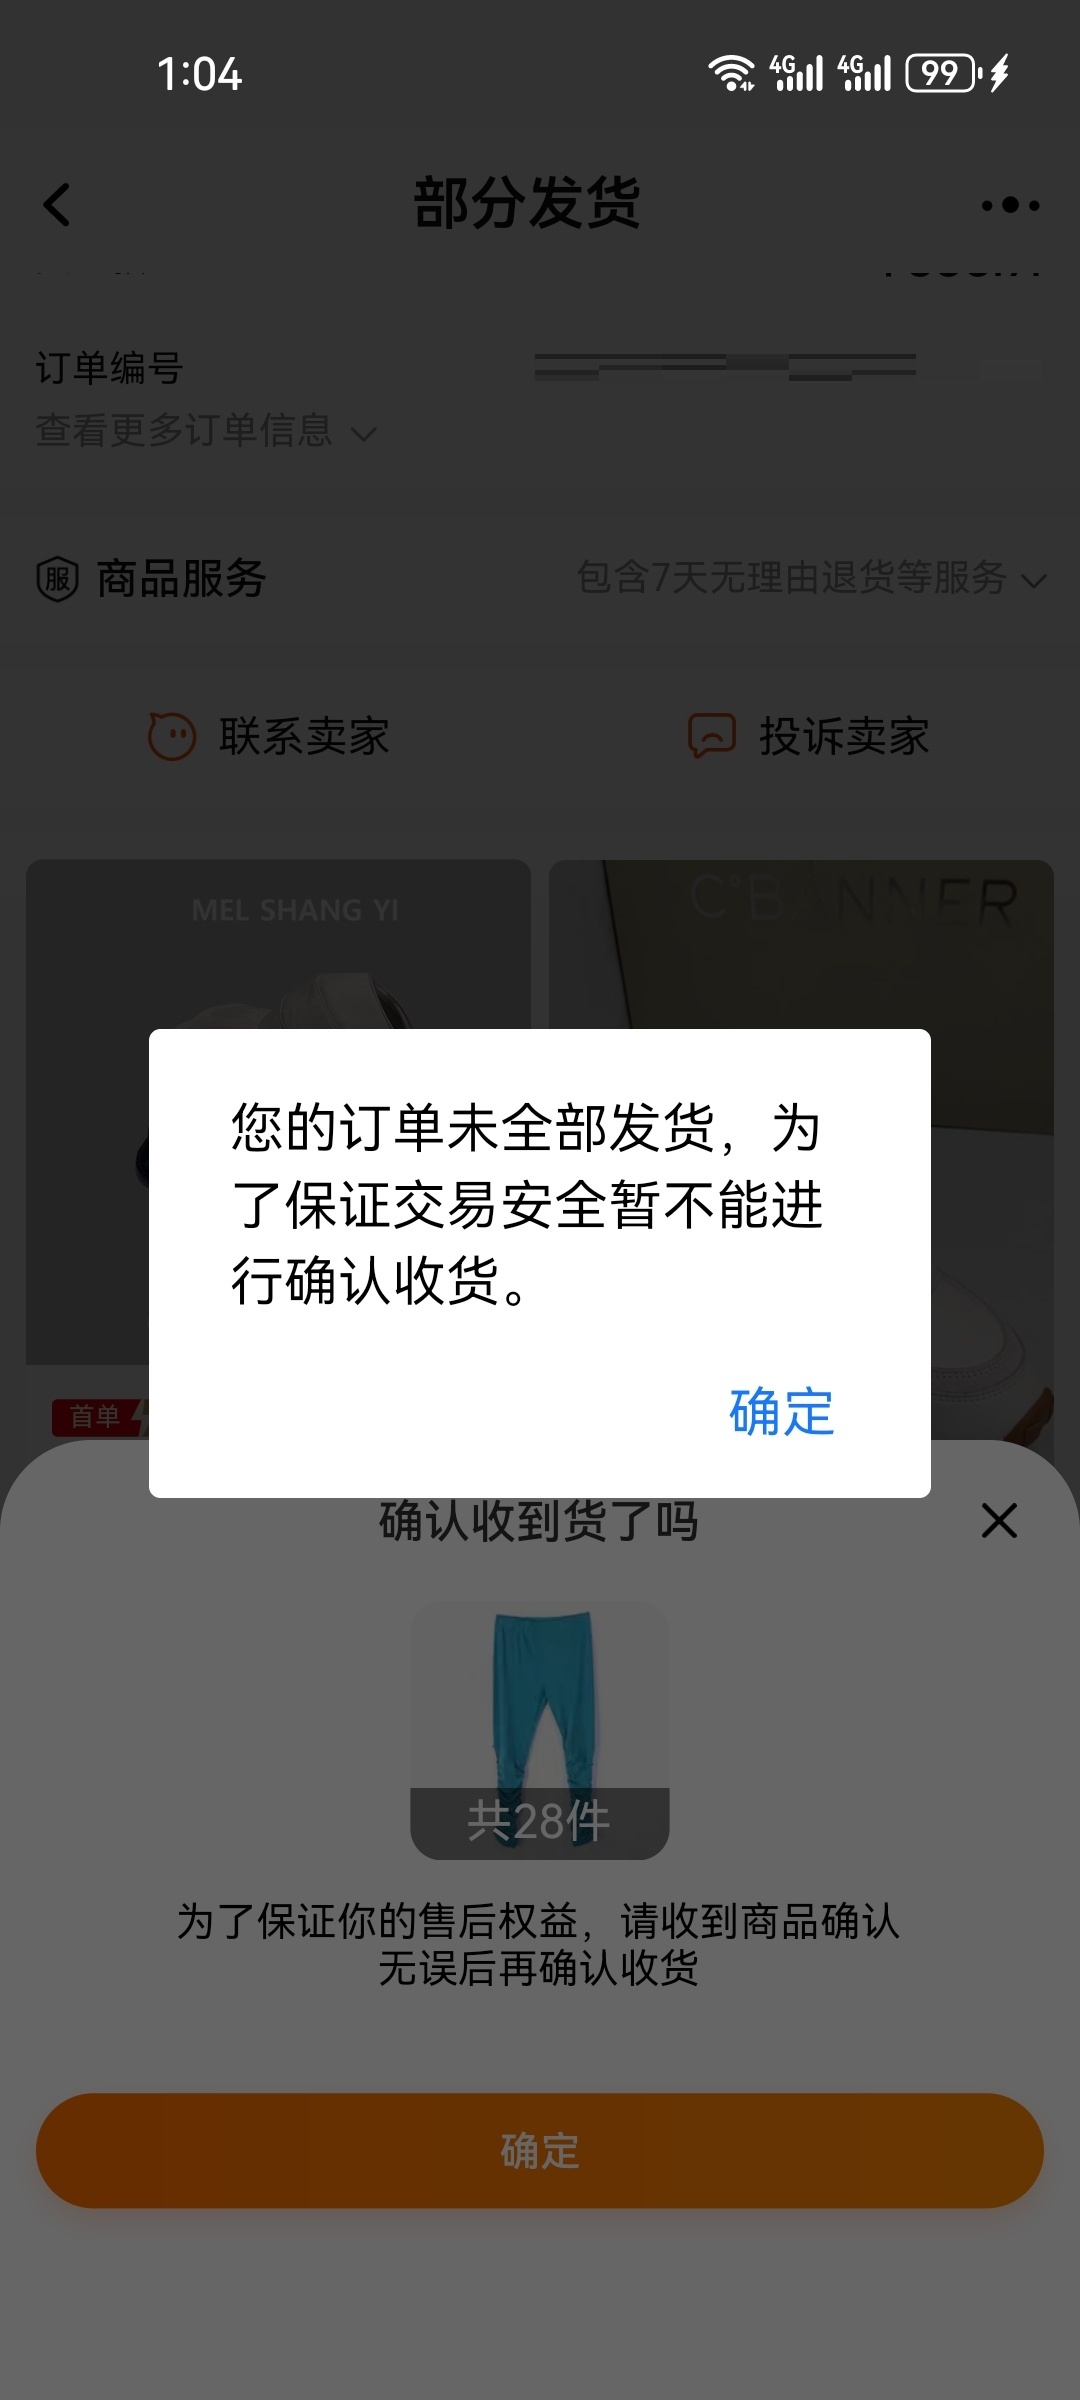 1:04
4G 4G 99
部分发货
订单编号
查看更多订单信息
服 商品服务 包含7天无理由退货等服务
联系卖家 投诉卖家
MEL SHANG YI
C°BANNER
您的订单未全部发货，为
了保证交易安全暂不能进
行确认收货。
确定
首单
确认收到货了吗
共28件
为了保证你的售后权益，请收到商品确认
无误后再确认收货
确定